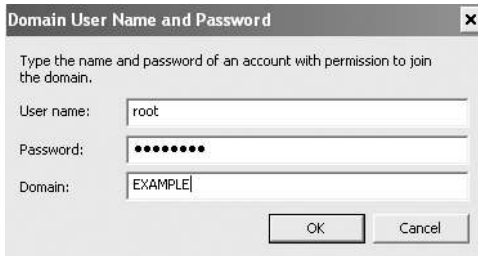 Domain User Name and Password
Type the name and password of an account with permission to join
the domain.
User name: root
Password: ●●●●●●●●
Domain: EXAMPLE
OK Cancel